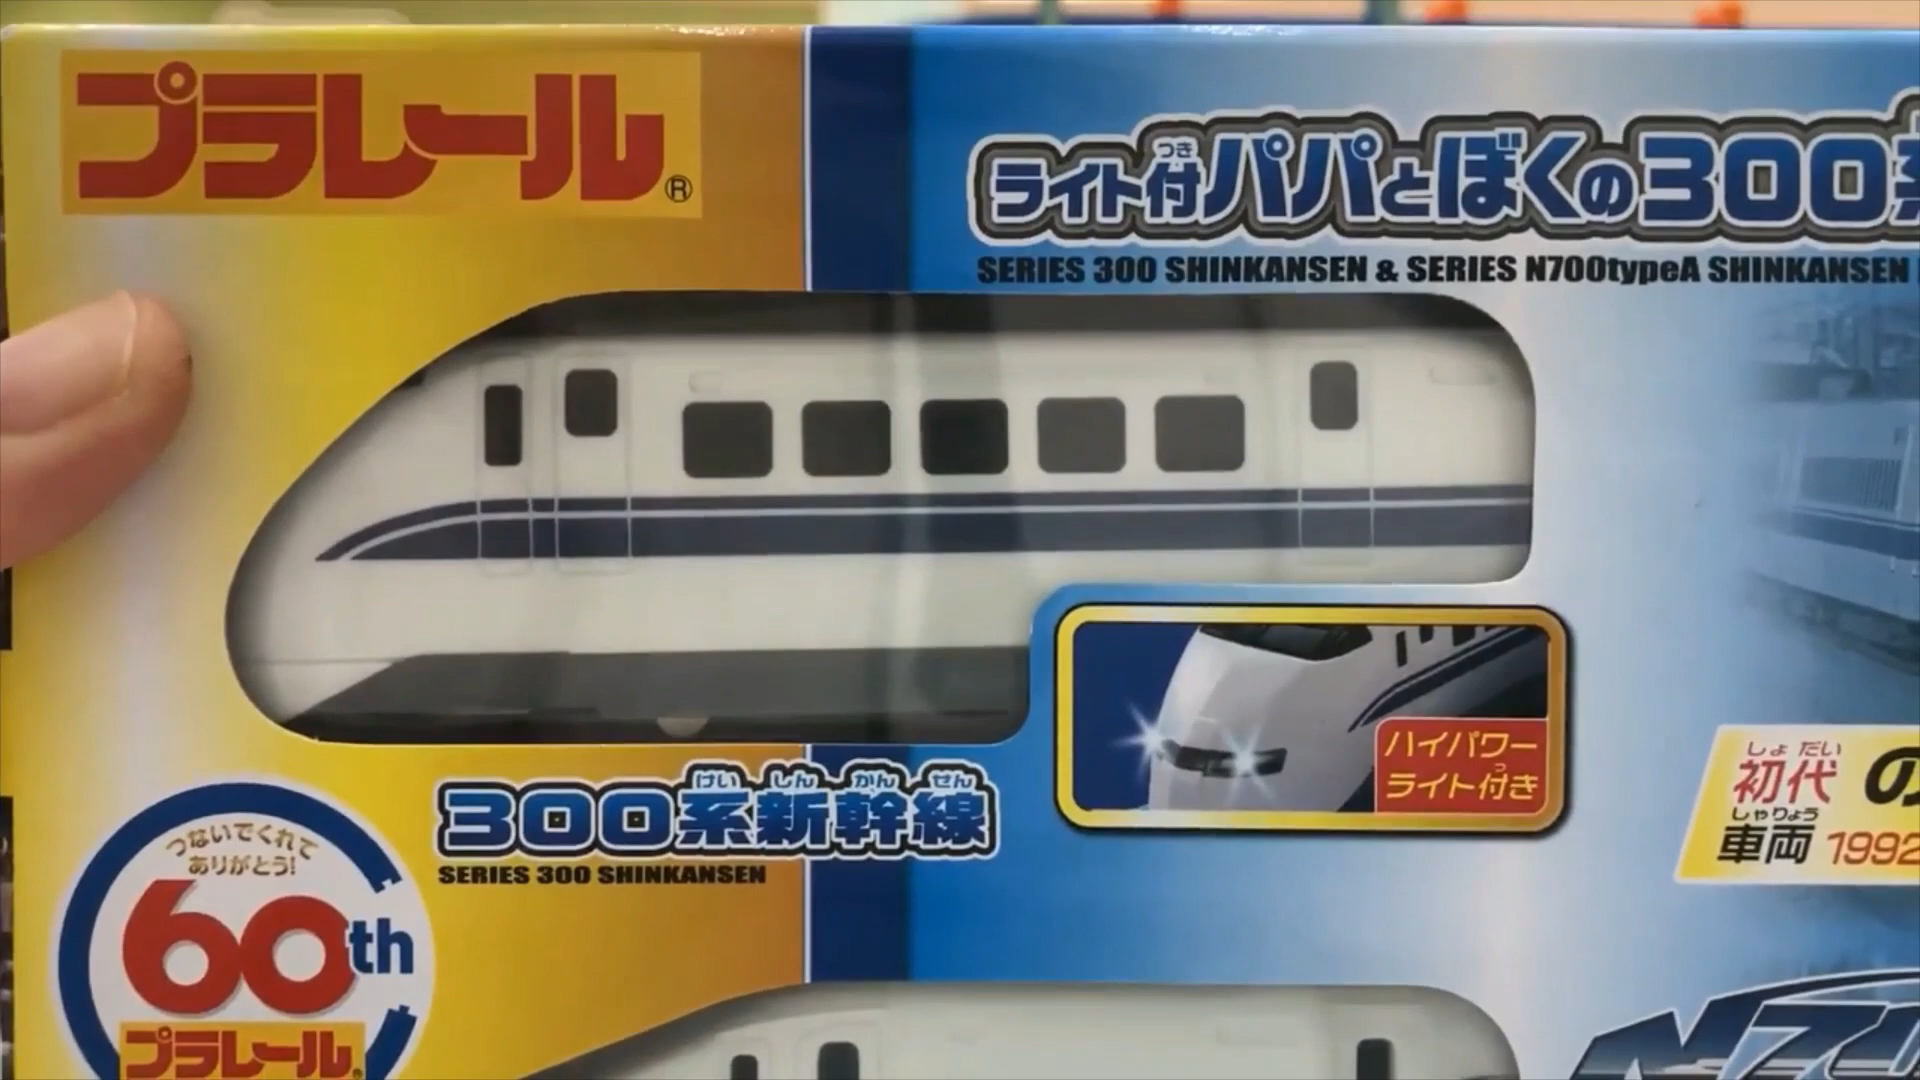 プラレール®
つき
ライト付パパとぼくの300
SERIES 300 SHINKANSEN & SERIES N700typeA SHINKANSEN
ハイパワー
つ
ライト付き
けい しん かん せん
300系新幹線
SERIES 300 SHINKANSEN
しょ だい
初代 の
しゃりょう
車両 1992
つないでくれて
ありがとう!
60th
プラレール
N70